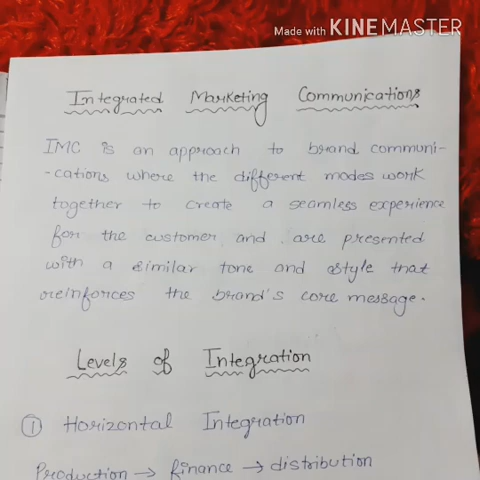 Made with KINEMASTER
Integrated Marketing Communications
IMC is an approach to brand communi-
-cations where the different modes work
together to create a seamless experience
for the customer and are presented
with a similar tone and style that
reinforces the brand's core message.
Levels of Integration
① Horizontal Integration
Production → finance → distribution